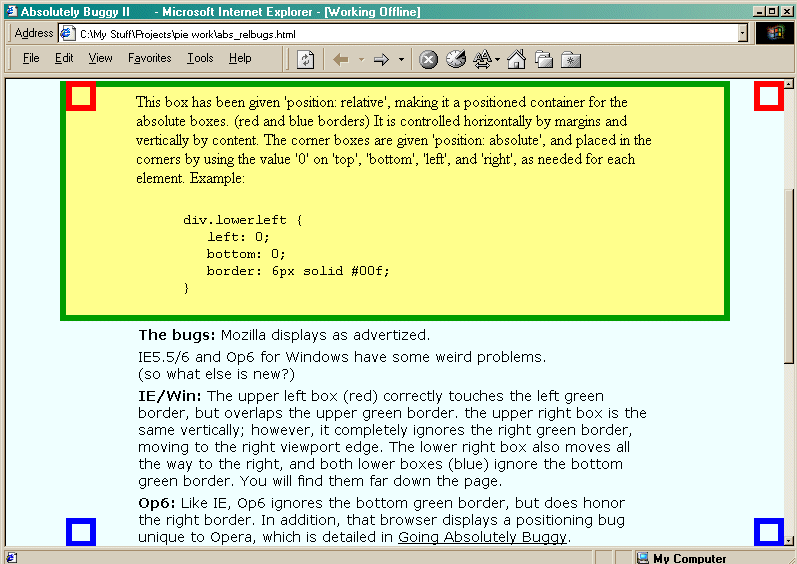 Absolutely Buggy II - Microsoft Internet Explorer - [Working Offline]
Address C:\My Stuff\Projects\pie work\abs_relbugs.html
File Edit View Favorites Tools Help
This box has been given 'position: relative', making it a positioned container for the
absolute boxes. (red and blue borders) It is controlled horizontally by margins and
vertically by content. The corner boxes are given 'position: absolute', and placed in the
corners by using the value '0' on 'top', 'bottom', 'left', and 'right', as needed for each
element. Example:
div.lowerleft {
left: 0;
bottom: 0;
border: 6px solid #00f;
}
The bugs: Mozilla displays as advertized.
IE5.5/6 and Op6 for Windows have some weird problems.
(so what else is new?)
IE/Win: The upper left box (red) correctly touches the left green
border, but overlaps the upper green border. the upper right box is the
same vertically; however, it completely ignores the right green border,
moving to the right viewport edge. The lower right box also moves all
the way to the right, and both lower boxes (blue) ignore the bottom
green border. You will find them far down the page.
Op6: Like IE, Op6 ignores the bottom green border, but does honor
the right border. In addition, that browser displays a positioning bug
unique to Opera, which is detailed in Going Absolutely Buggy.
My Computer